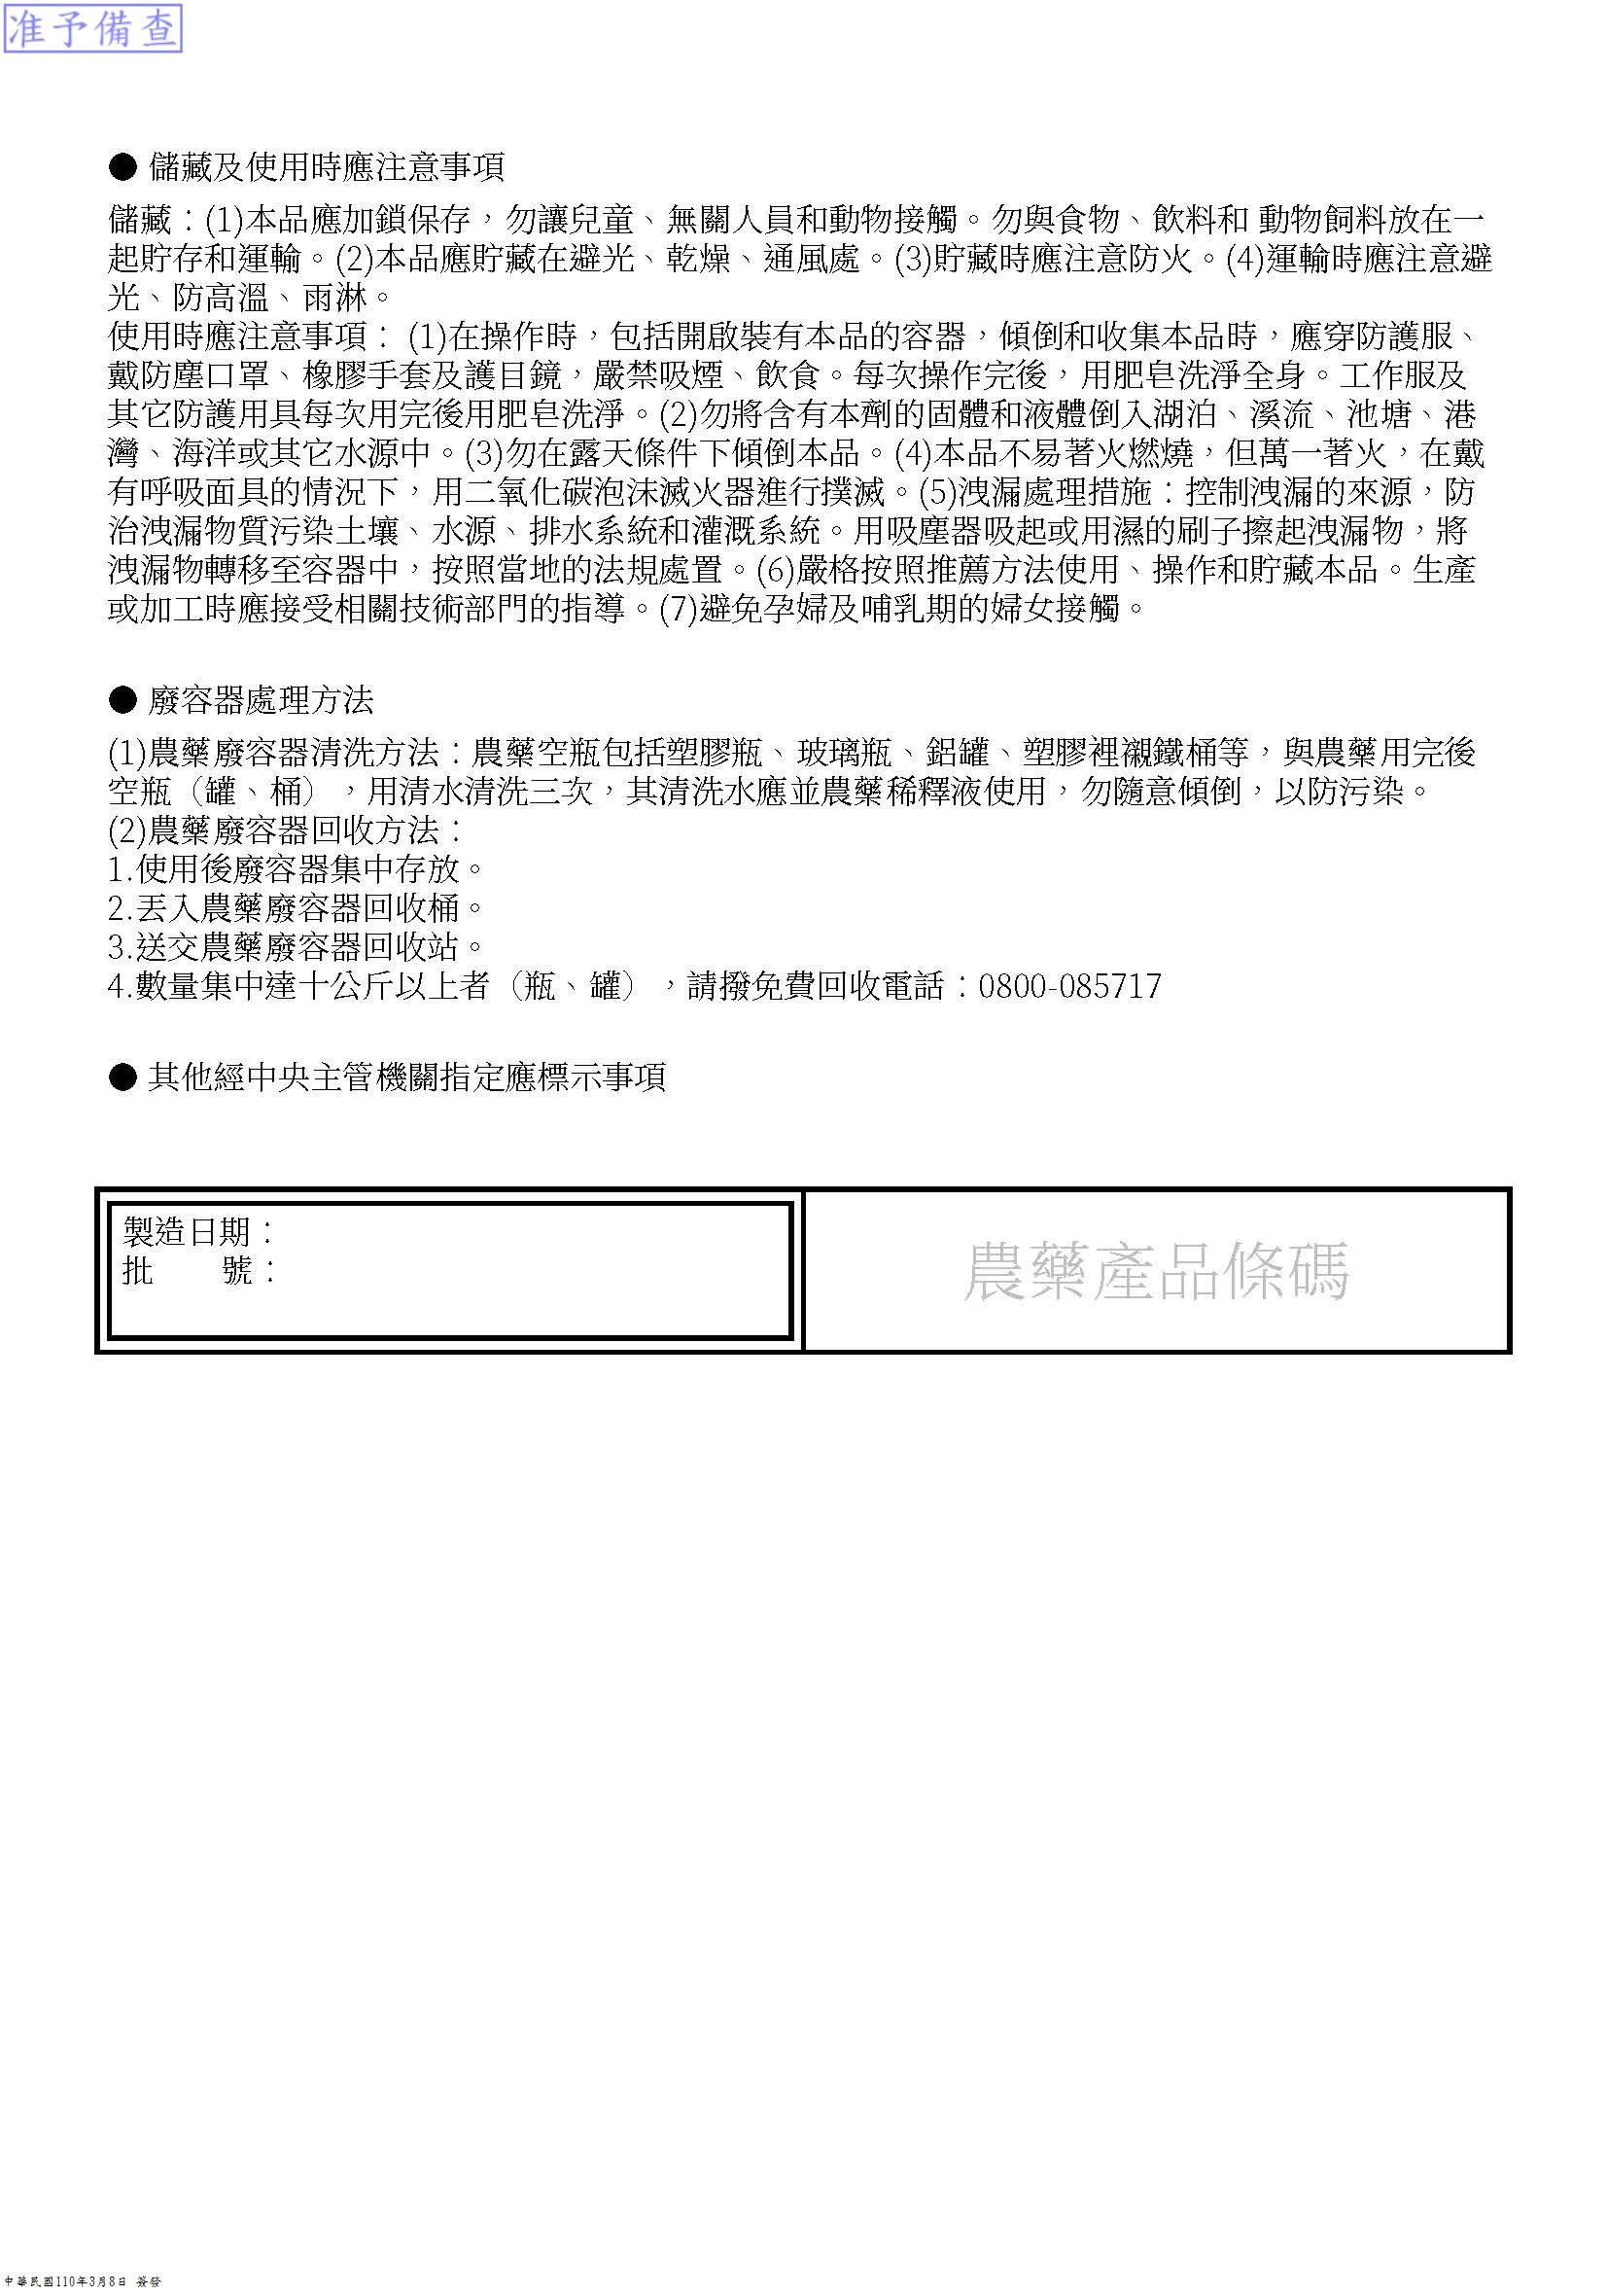 准予備查
● 儲藏及使用時應注意事項
儲藏：(1)本品應加鎖保存，勿讓兒童、無關人員和動物接觸。勿與食物、飲料和 動物飼料放在一
起貯存和運輸。(2)本品應貯藏在避光、乾燥、通風處。(3)貯藏時應注意防火。(4)運輸時應注意避
光、防高溫、雨淋。
使用時應注意事項： (1)在操作時，包括開啟裝有本品的容器，傾倒和收集本品時，應穿防護服、
戴防塵口罩、橡膠手套及護目鏡，嚴禁吸煙、飲食。每次操作完後，用肥皂洗淨全身。工作服及
其它防護用具每次用完後用肥皂洗淨。(2)勿將含有本劑的固體和液體倒入湖泊、溪流、池塘、港
灣、海洋或其它水源中。(3)勿在露天條件下傾倒本品。(4)本品不易著火燃燒，但萬一著火，在戴
有呼吸面具的情況下，用二氧化碳泡沫滅火器進行撲滅。(5)洩漏處理措施：控制洩漏的來源，防
治洩漏物質污染土壤、水源、排水系統和灌溉系統。用吸塵器吸起或用濕的刷子擦起洩漏物，將
洩漏物轉移至容器中，按照當地的法規處置。(6)嚴格按照推薦方法使用、操作和貯藏本品。生產
或加工時應接受相關技術部門的指導。(7)避免孕婦及哺乳期的婦女接觸。
● 廢容器處理方法
(1)農藥廢容器清洗方法：農藥空瓶包括塑膠瓶、玻璃瓶、鋁罐、塑膠裡襯鐵桶等，與農藥用完後
空瓶（罐、桶），用清水清洗三次，其清洗水應並農藥稀釋液使用，勿隨意傾倒，以防污染。
(2)農藥廢容器回收方法：
1.使用後廢容器集中存放。
2.丟入農藥廢容器回收桶。
3.送交農藥廢容器回收站。
4.數量集中達十公斤以上者（瓶、罐），請撥免費回收電話：0800-085717
● 其他經中央主管機關指定應標示事項
製造日期：
批　　號：
農藥產品條碼
中華民國110年3月8日 簽發